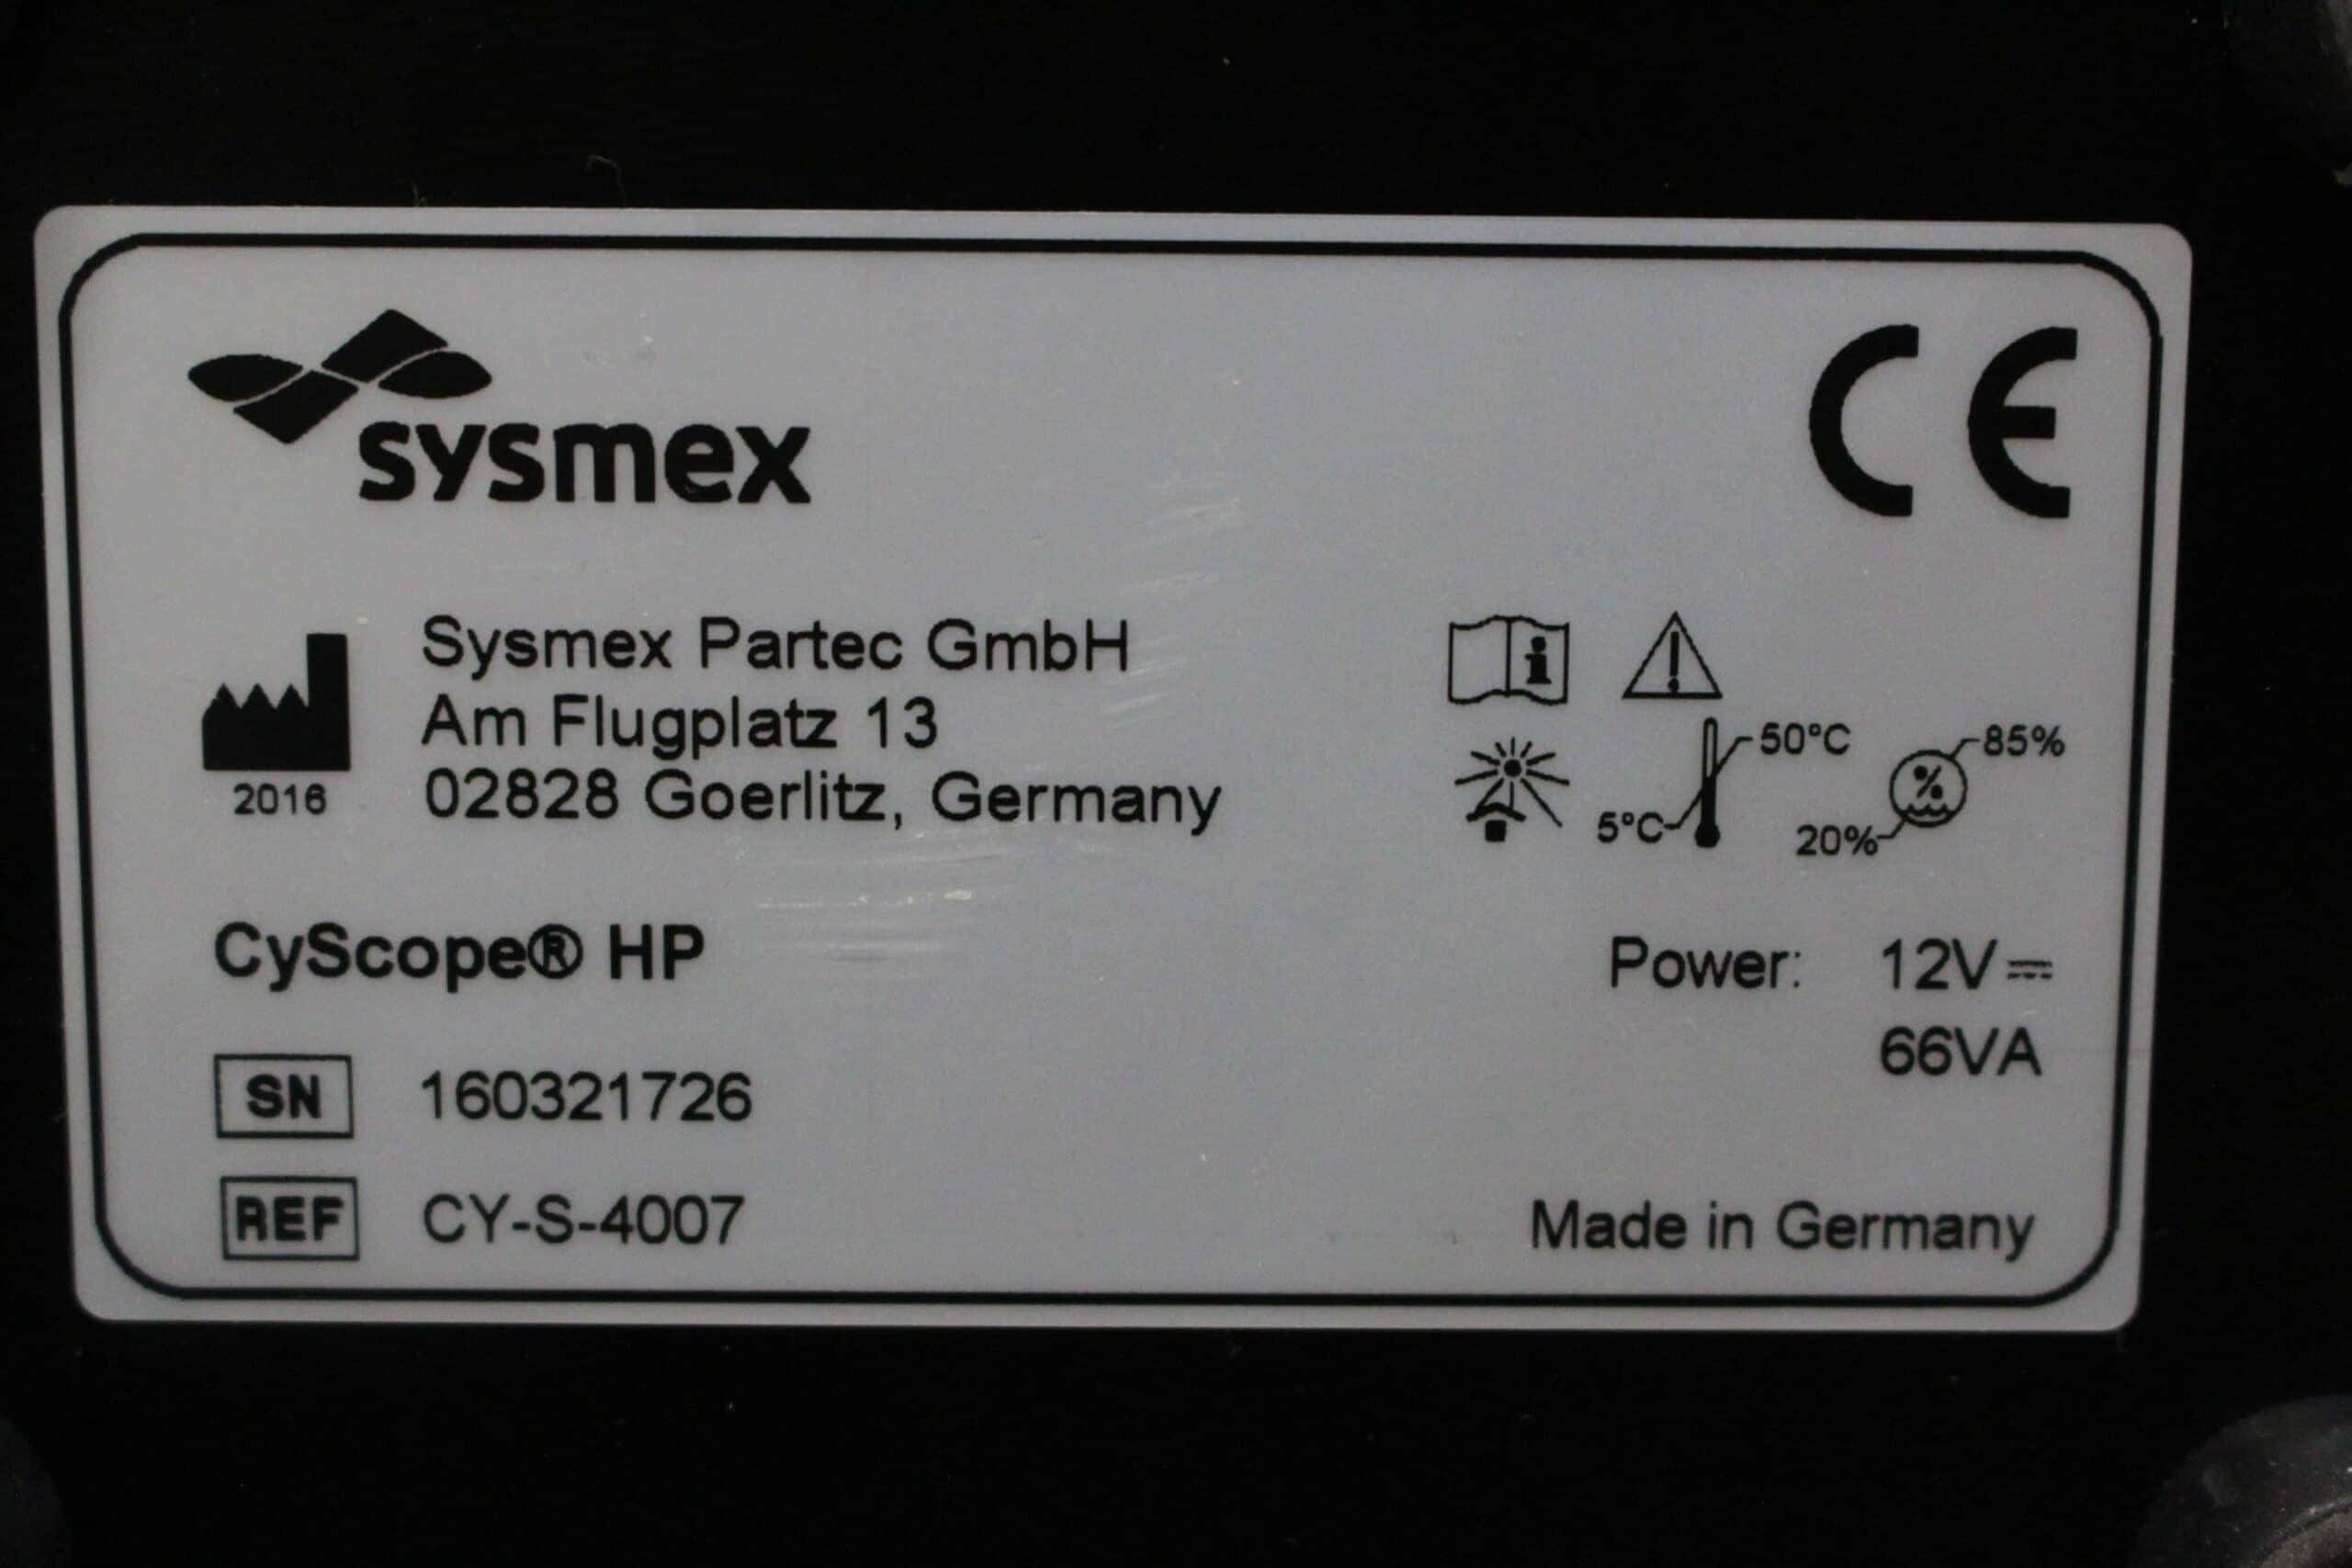 sysmex
CE
Sysmex Partec GmbH
Am Flugplatz 13
02828 Goerlitz, Germany
2016
i
!
50°C
5°C
85%
%
20%
CyScope® HP
Power: 12V
66VA
SN 160321726
REF CY-S-4007
Made in Germany